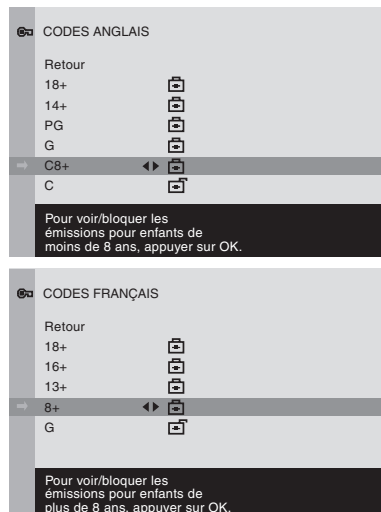 CODES ANGLAIS
Retour
18+
14+
PG
G
C8+
C
Pour voir/bloquer les
émissions pour enfants de
moins de 8 ans, appuyer sur OK.
CODES FRANÇAIS
Retour
18+
16+
13+
8+
G
Pour voir/bloquer les
émissions pour enfants de
plus de 8 ans, appuyer sur OK.